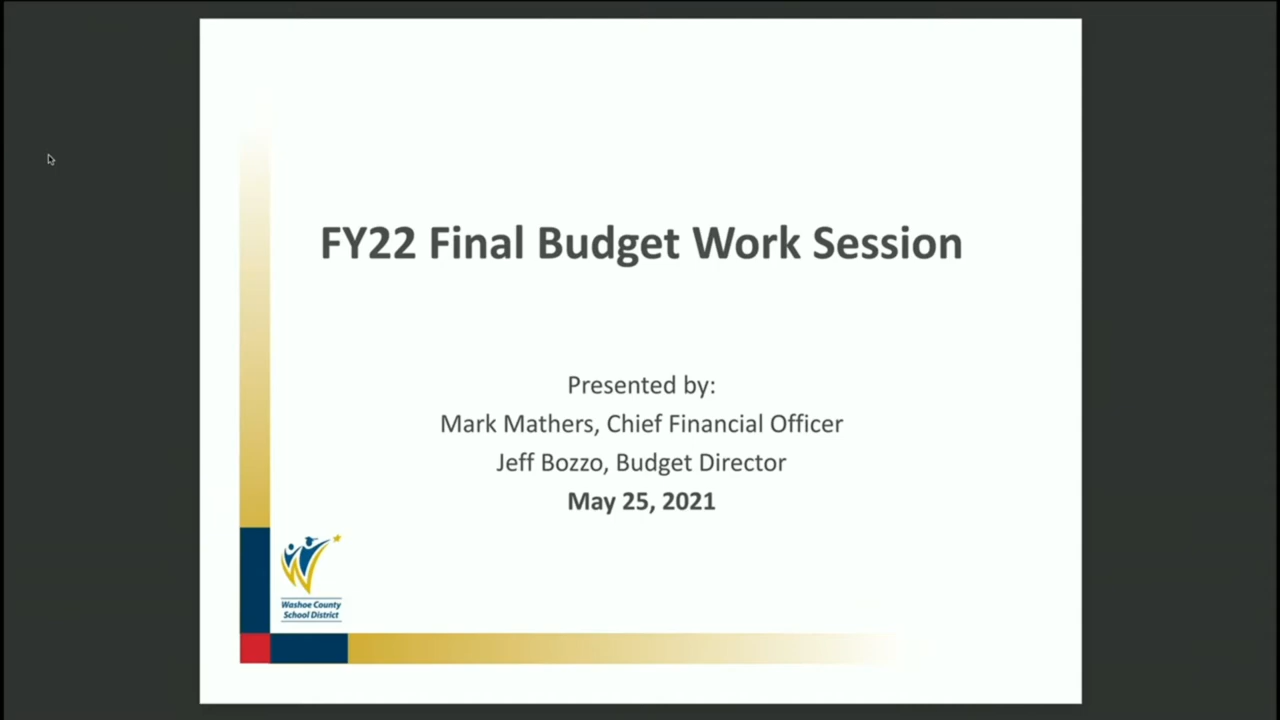 FY22 Final Budget Work Session
Presented by:
Mark Mathers, Chief Financial Officer
Jeff Bozzo, Budget Director
May 25, 2021
Washoe County
School District